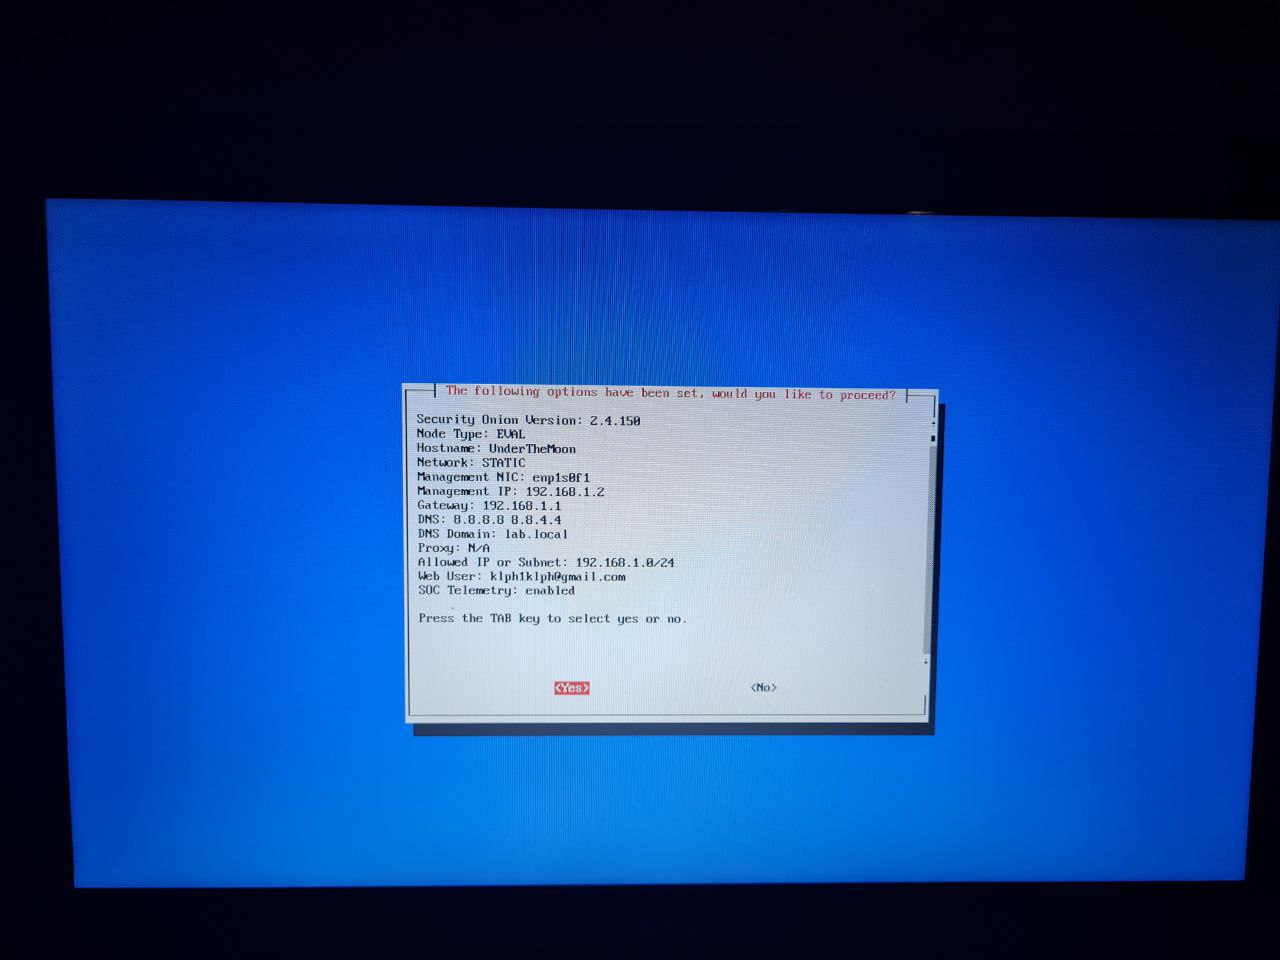 The following options have been set, would you like to proceed?
Security Onion Version: 2.4.150
Node Type: EVAL
Hostname: UnderTheMoon
Network: STATIC
Management NIC: enp1s0f1
Management IP: 192.168.1.2
Gateway: 192.168.1.1
DNS: 8.8.8.8 8.8.4.4
DNS Domain: lab.local
Proxy: N/A
Allowed IP or Subnet: 192.168.1.0/24
Web User: klph1klph@gmail.com
SOC Telemetry: enabled
Press the TAB key to select yes or no.
<Yes> <No>